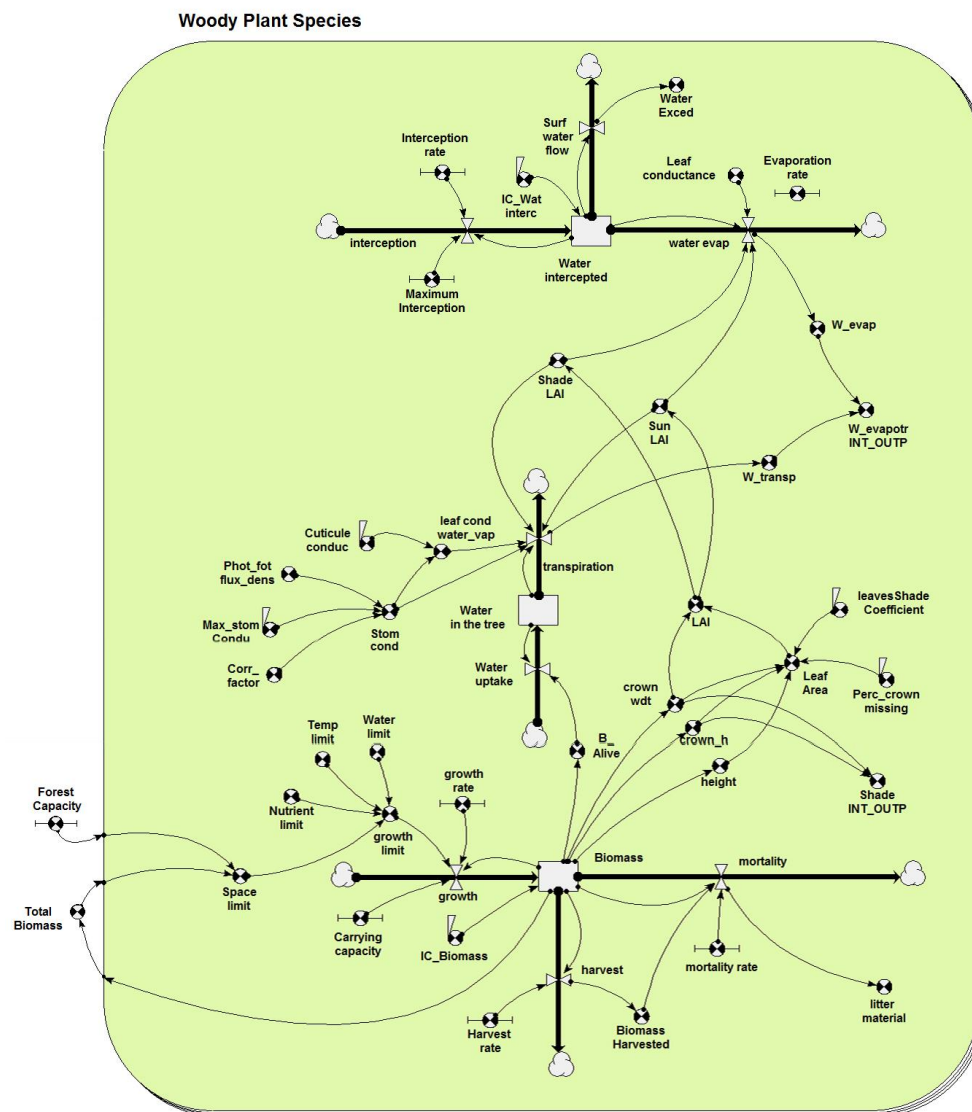 Woody Plant Species
Water
Exced
Surf
water
flow
Interception
rate
Leaf
conductance
Evaporation
rate
IC_Wat
interc
interception
water evap
Water
intercepted
Maximum
Interception
W_evap
Shade
LAI
Sun
LAI
W_evapotr
INT_OUTP
W_transp
Cuticule
conduc
leaf cond
water_vap
transpiration
Phot_fot
flux_dens
Max_stom
Condu
Stom
cond
Water
in the tree
LAI
leavesShade
Coefficient
Corr_
factor
Water
uptake
Leaf
Area
crown
wdt
Perc_crown
missing
Temp
limit
Water
limit
B_
Alive
crown_h
height
growth
rate
Shade
INT_OUTP
Forest
Capacity
Nutrient
limit
growth
limit
Biomass
mortality
Space
limit
growth
Total
Biomass
Carrying
capacity
IC_Biomass
mortality rate
harvest
litter
material
Harvest
rate
Biomass
Harvested